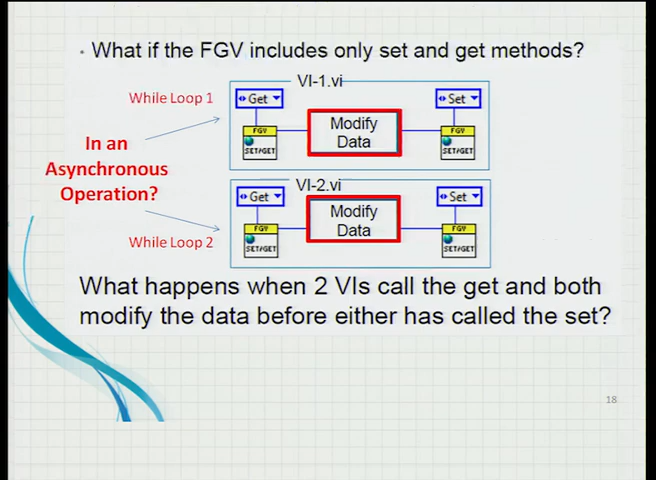 • What if the FGV includes only set and get methods?
VI-1.vi
While Loop 1
Get
Set
Modify
Data
FGV
SET/GET
FGV
SET/GET
In an
Asynchronous
Operation?
VI-2.vi
Get
Set
Modify
Data
FGV
SET/GET
FGV
SET/GET
While Loop 2
What happens when 2 VIs call the get and both
modify the data before either has called the set?
18